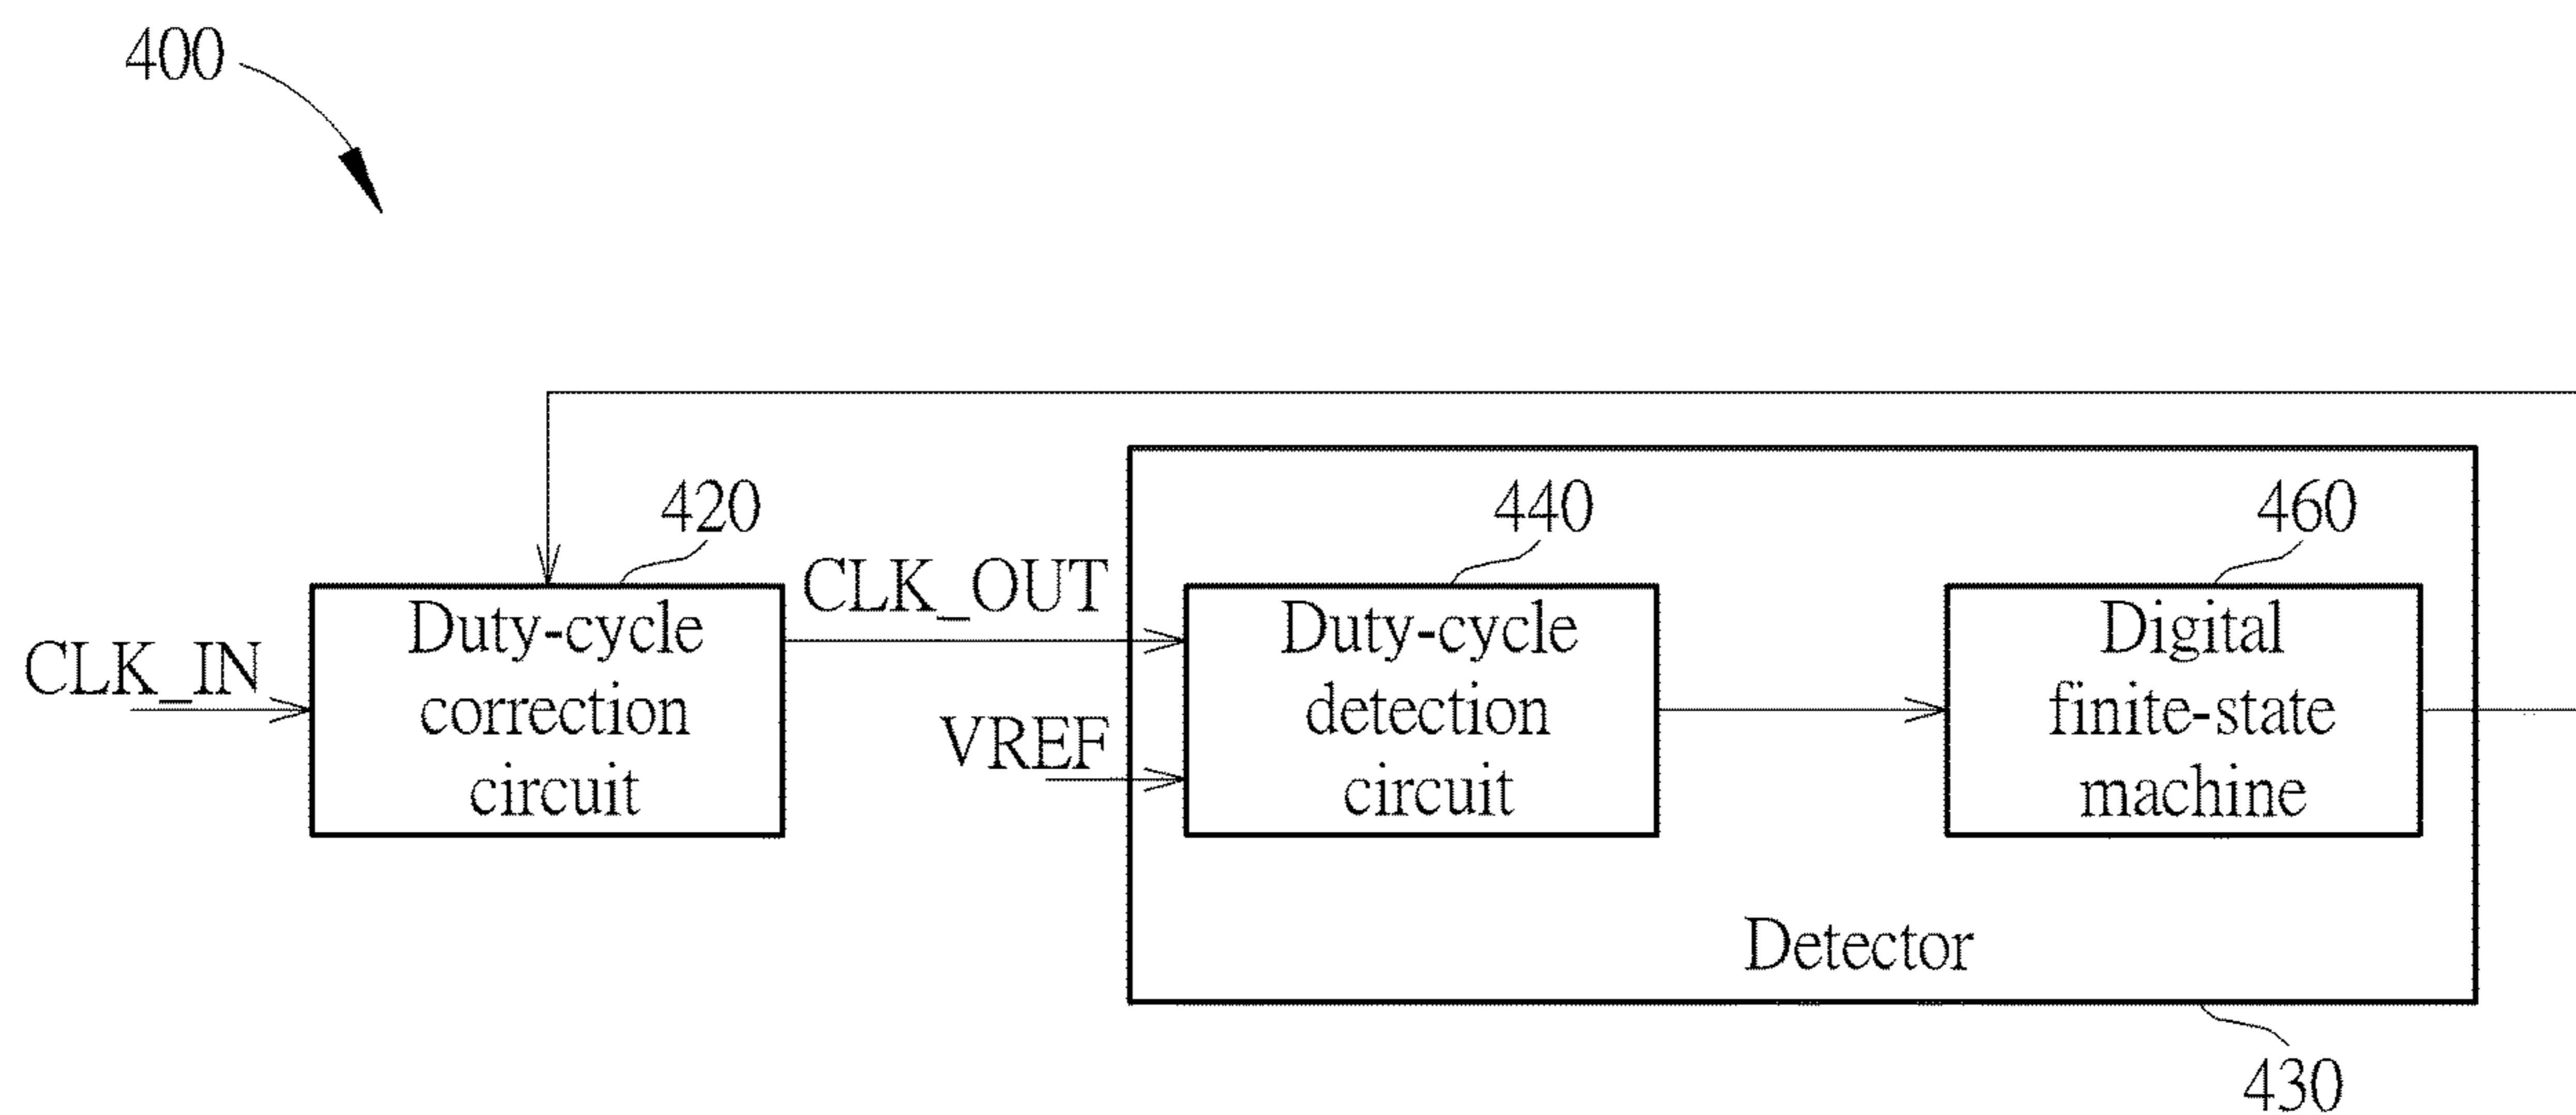 400
420
440
460
CLK_OUT
CLK_IN
Duty-cycle
correction
circuit
VREF
Duty-cycle
detection
circuit
Digital
finite-state
machine
Detector
430